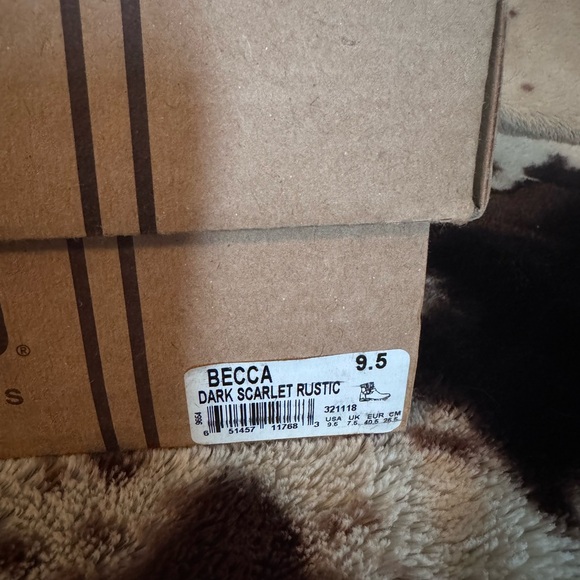 ®
S
BECCA 9.5
DARK SCARLET RUSTIC
321118
9654
6 51457 11768 3
USA UK EUR CM
9.5 7.5 40.5 26.5